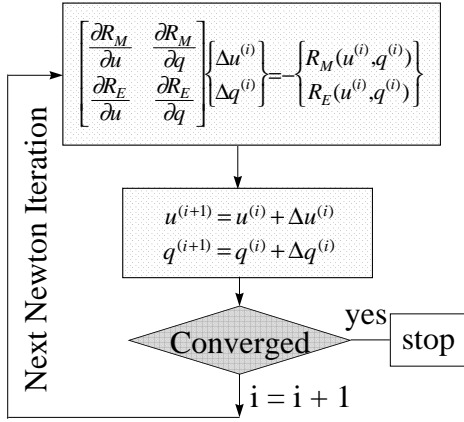 [∂R_M/∂u ∂R_M/∂q] {Δu^(i)} = -{R_M(u^(i),q^(i))}
[∂R_E/∂u ∂R_E/∂q] {Δq^(i)} {R_E(u^(i),q^(i))}
u^(i+1) = u^(i) + Δu^(i)
q^(i+1) = q^(i) + Δq^(i)
Converged
yes
stop
i = i + 1
Next Newton Iteration